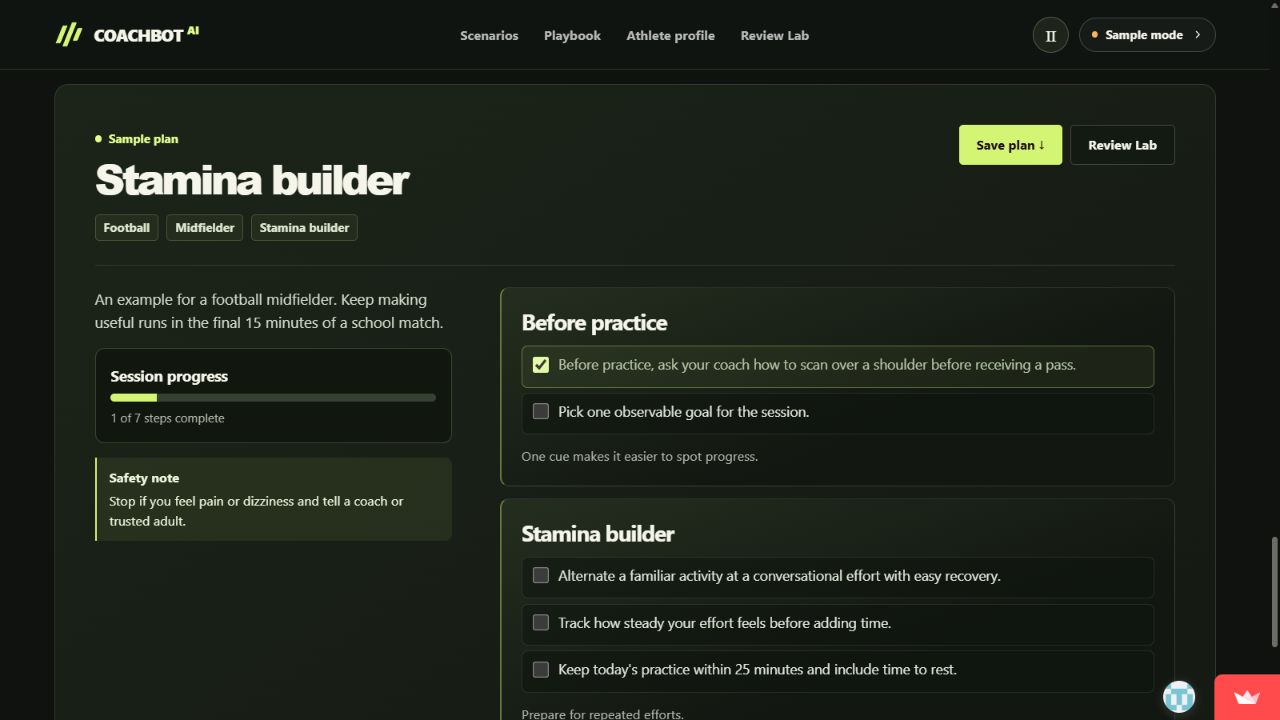 COACHBOT AI
Scenarios
Playbook
Athlete profile
Review Lab
Sample mode
Sample plan
Stamina builder
Save plan ↓
Review Lab
Football
Midfielder
Stamina builder
An example for a football midfielder. Keep making
useful runs in the final 15 minutes of a school match.
Session progress
1 of 7 steps complete
Safety note
Stop if you feel pain or dizziness and tell a coach or
trusted adult.
Before practice
Before practice, ask your coach how to scan over a shoulder before receiving a pass.
Pick one observable goal for the session.
One cue makes it easier to spot progress.
Stamina builder
Alternate a familiar activity at a conversational effort with easy recovery.
Track how steady your effort feels before adding time.
Keep today's practice within 25 minutes and include time to rest.
Prepare for repeated efforts.